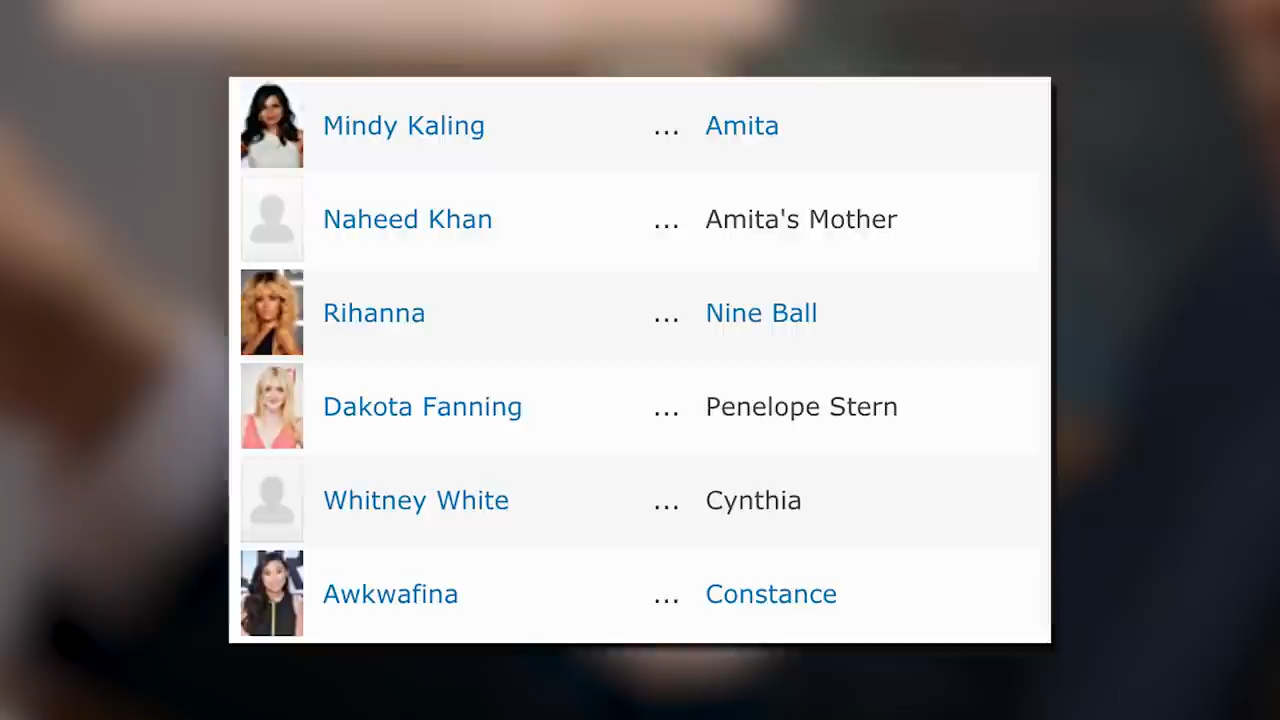 Mindy Kaling ... Amita
Naheed Khan ... Amita's Mother
Rihanna ... Nine Ball
Dakota Fanning ... Penelope Stern
Whitney White ... Cynthia
Awkwafina ... Constance